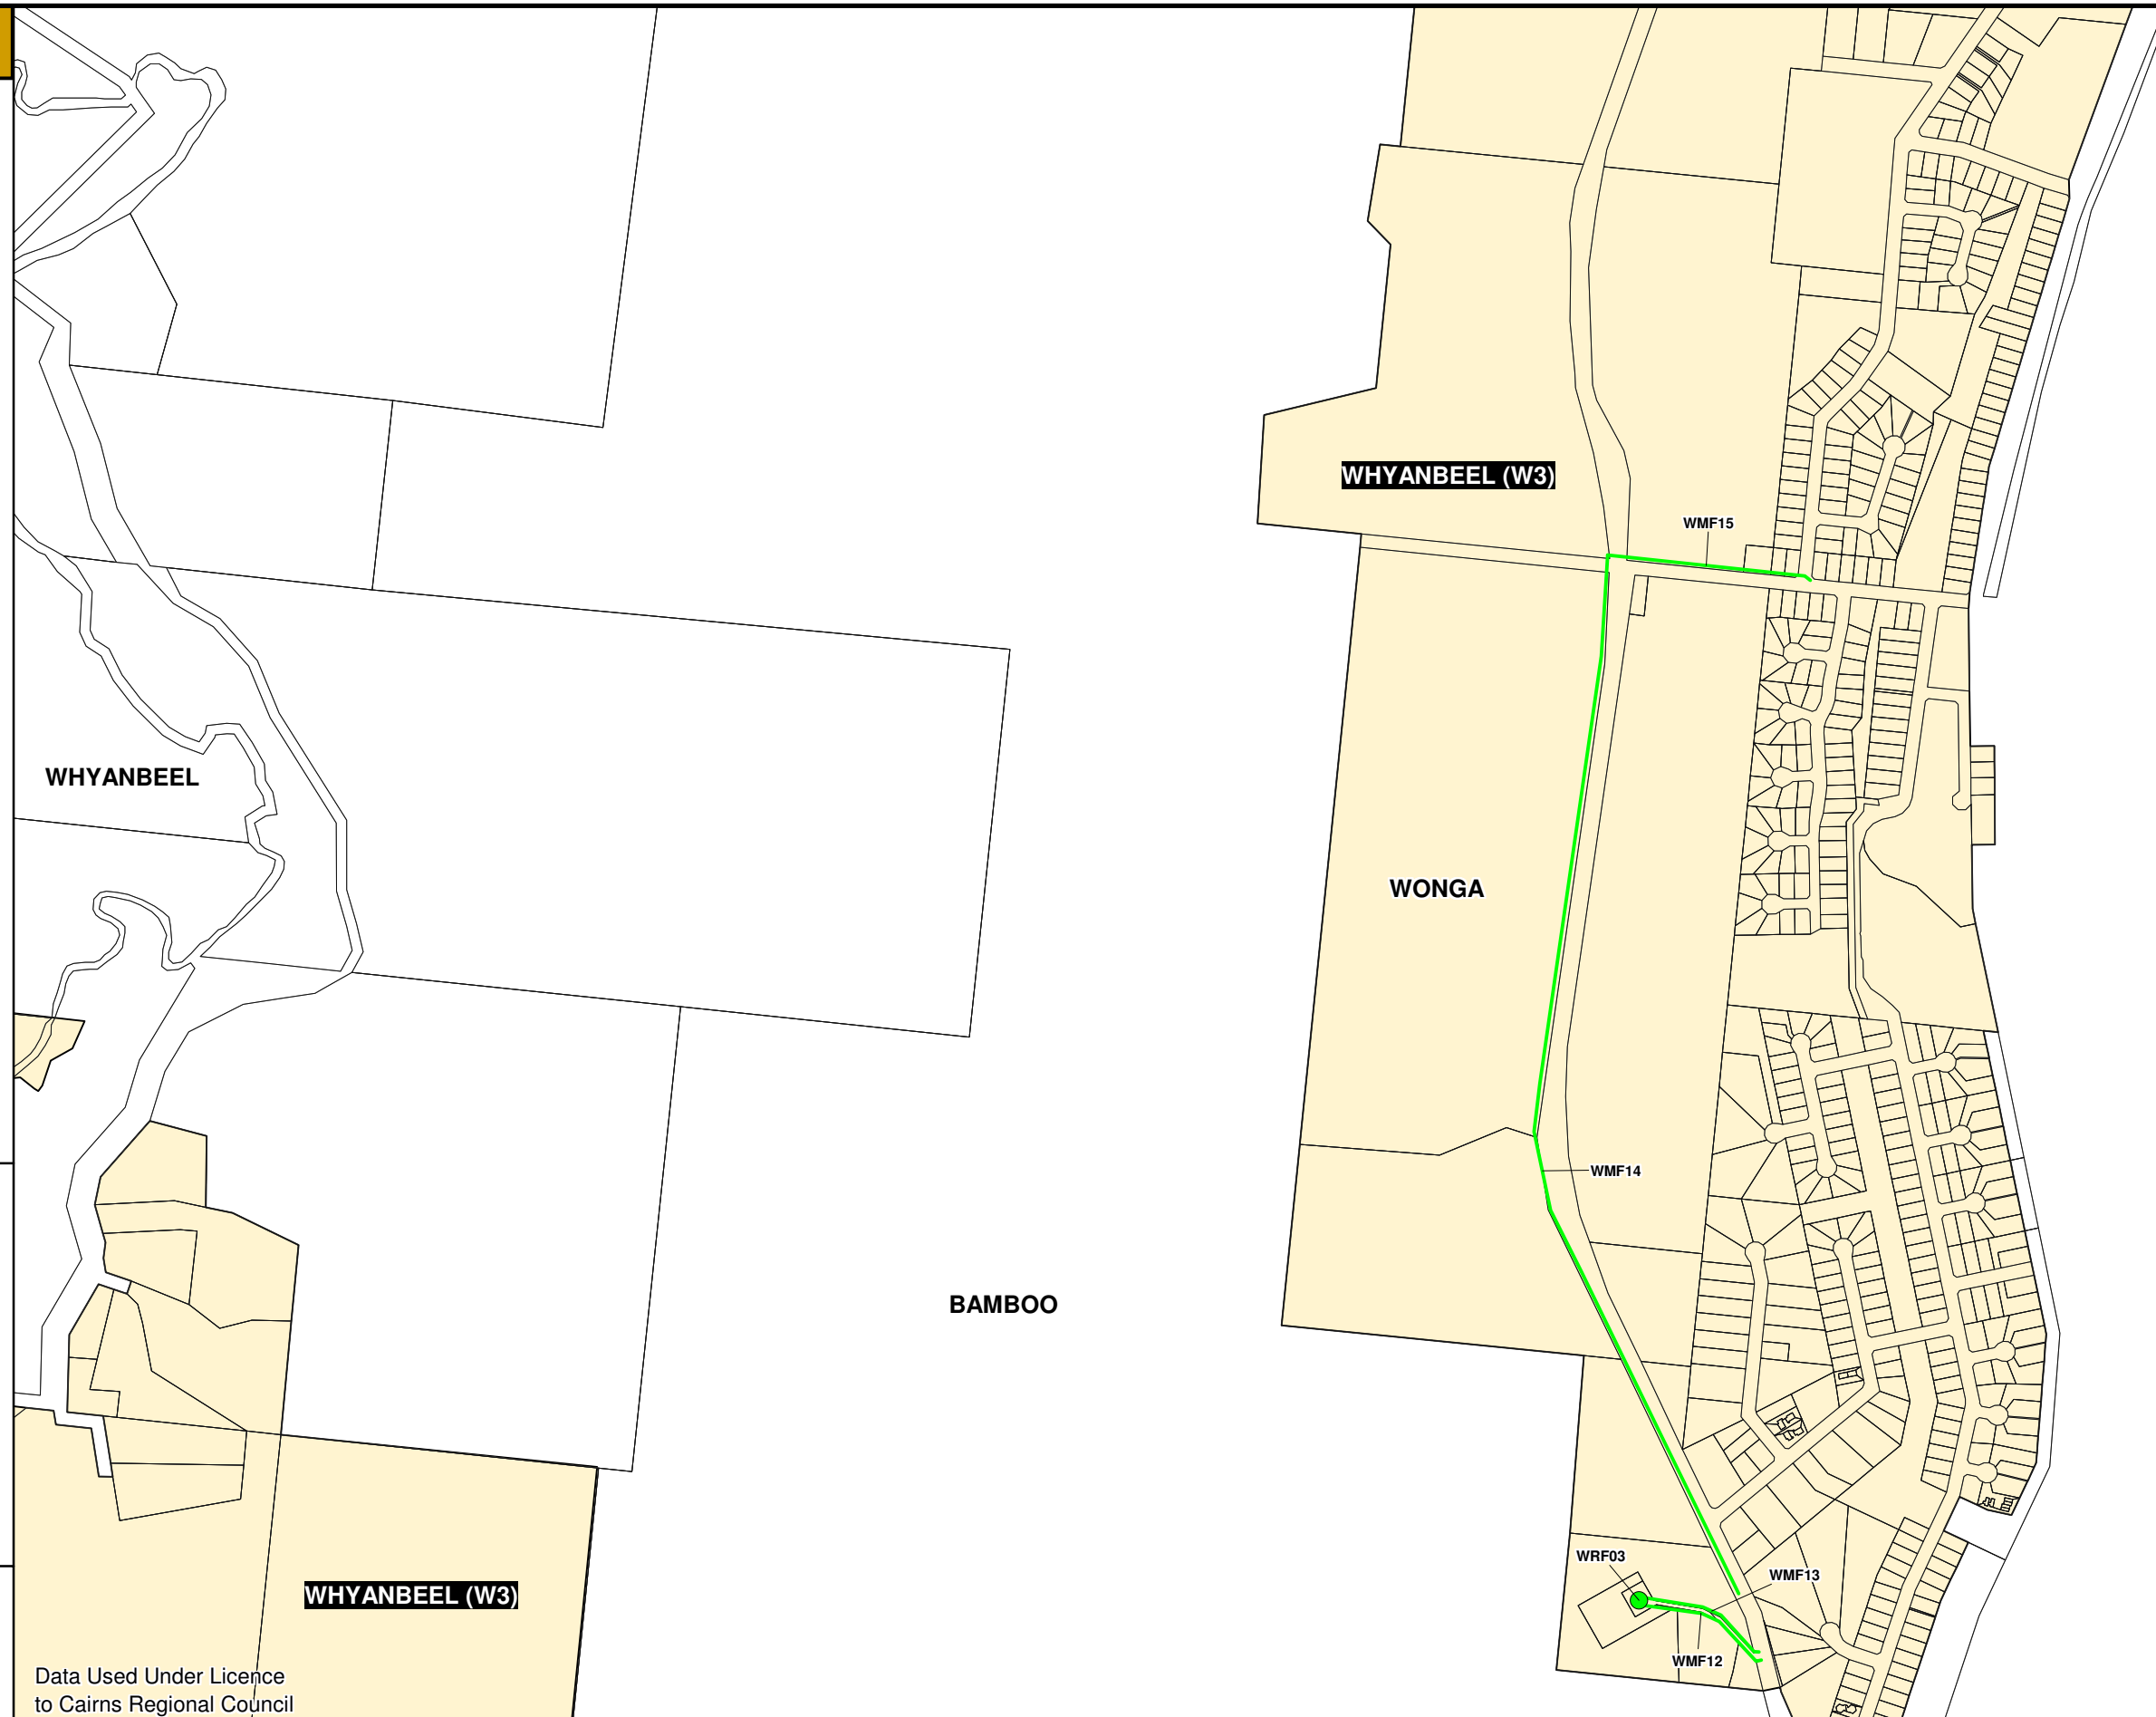 WHYANBEEL (W3)
WMF15
WHYANBEEL
WONGA
WMF14
BAMBOO
WRF03
WMF13
WHYANBEEL (W3)
WMF12
Data Used Under Licence
to Cairns Regional Council